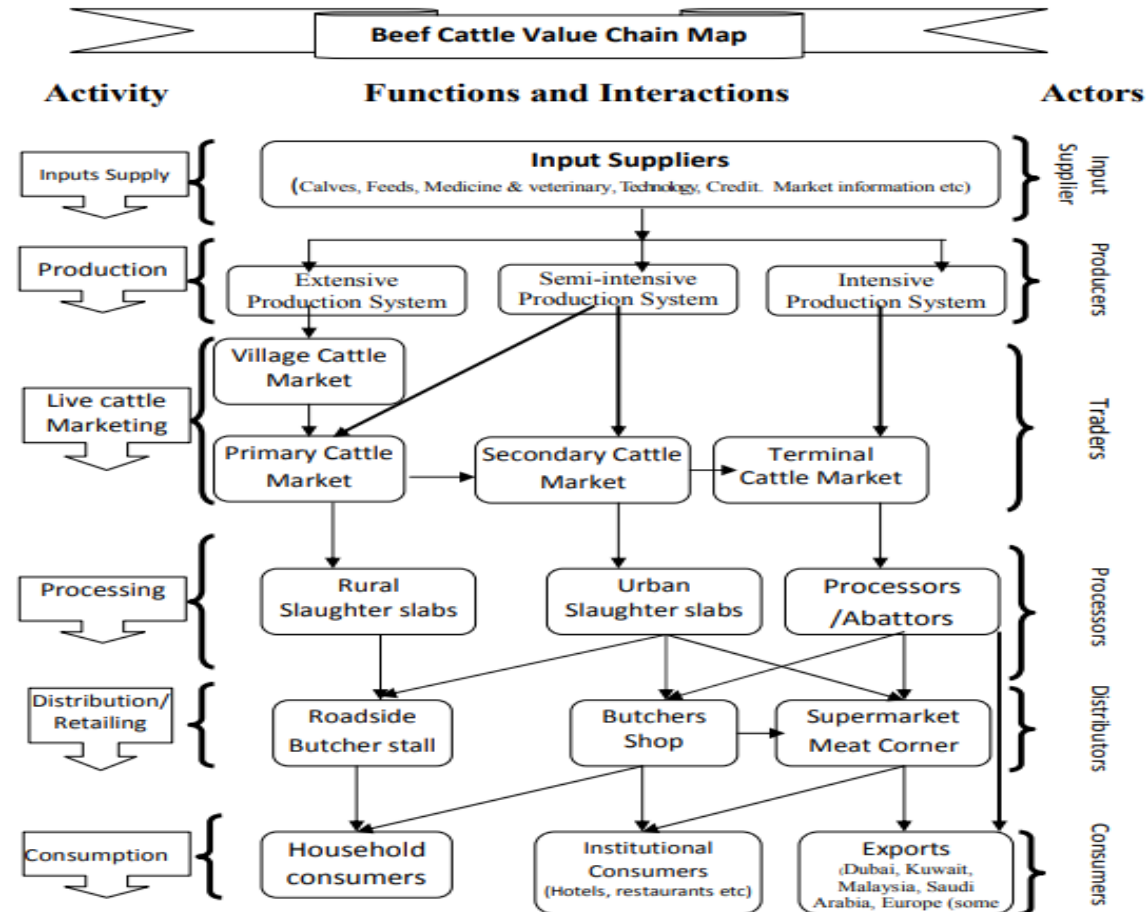 Beef Cattle Value Chain Map
Activity
Functions and Interactions
Actors
Inputs Supply
Input Suppliers
(Calves, Feeds, Medicine & veterinary, Technology, Credit. Market information etc)
Input
Supplier
Production
Extensive
Production System
Semi-intensive
Production System
Intensive
Production System
Producers
Live cattle
Marketing
Village Cattle
Market
Primary Cattle
Market
Secondary Cattle
Market
Terminal
Cattle Market
Traders
Processing
Rural
Slaughter slabs
Urban
Slaughter slabs
Processors
/Abattors
Processors
Distribution/
Retailing
Roadside
Butcher stall
Butchers
Shop
Supermarket
Meat Corner
Distributors
Consumption
Household
consumers
Institutional
Consumers
(Hotels, restaurants etc)
Exports
(Dubai, Kuwait,
Malaysia, Saudi
Arabia, Europe (some
Consumers